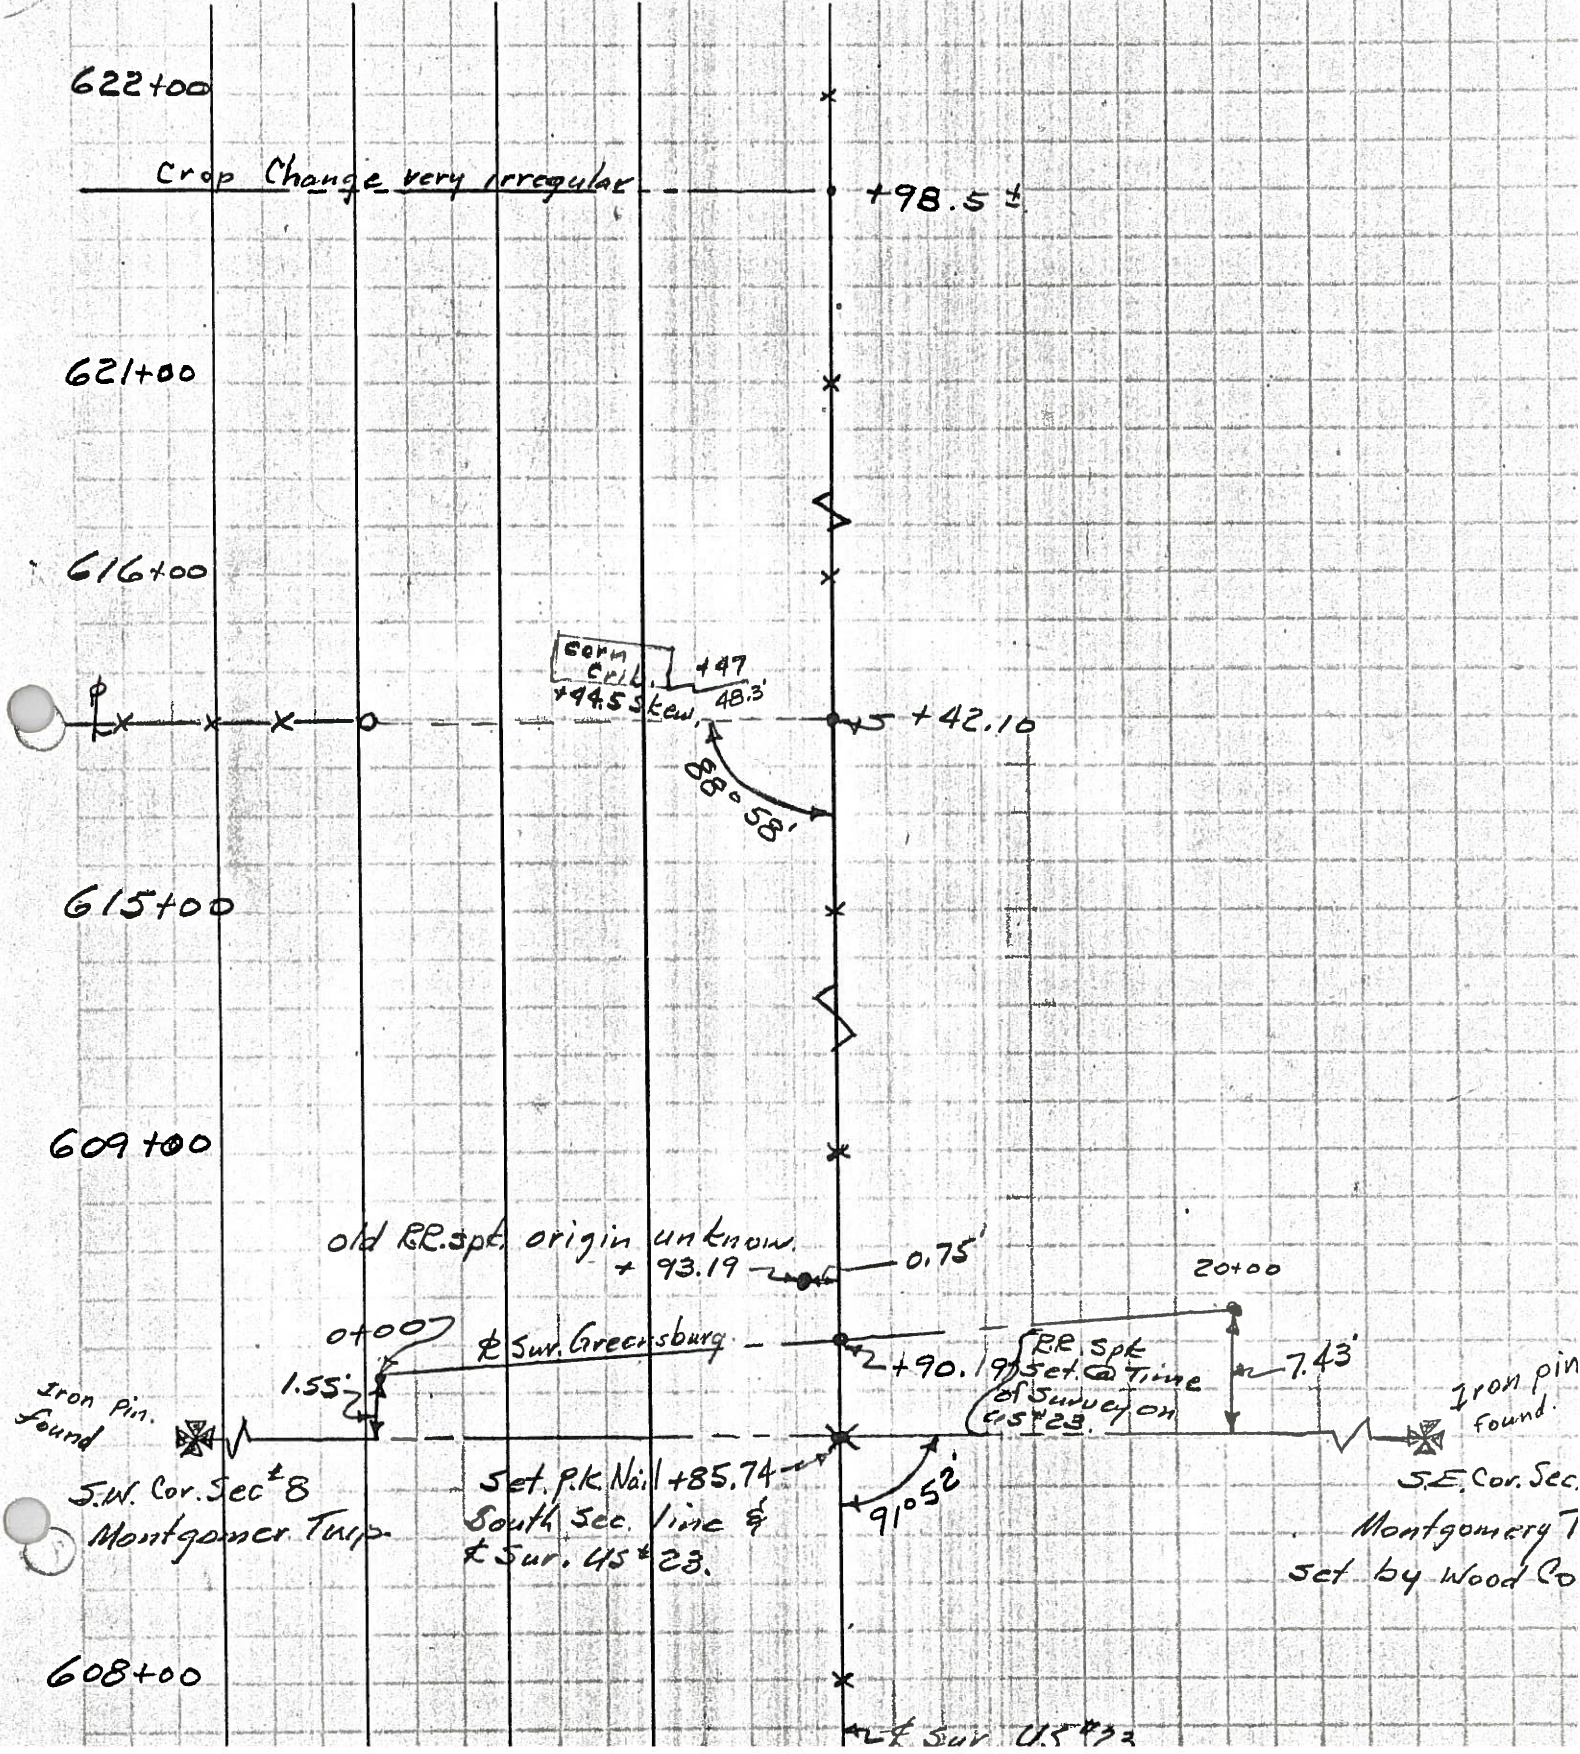 622+00
Crop Change very irregular
+98.5 ±
621+00
616+00
corn
Crib.
+47
48.3'
+44.5 Skew.
℄
5 +42.10
88° 58'
615+00
609+00
old R.R. spk. origin unknow.
+ 93.19
0.75'
20+00
0+00
℄ Sur. Greensburg
+90.19
R.R. Spk
Set @ Time
of Survey on
US #23.
7.43'
1.55'
Iron Pin.
found
Iron pin
found.
S.W. Cor. Sec # 8
Montgomer. Twp.
Set. P.K. Nail +85.74
South Sec. line &
℄ Sur. US # 23.
91° 52'
S.E. Cor. Sec.
Montgomery T
set by Wood Co
608+00
℄ Sur US #23